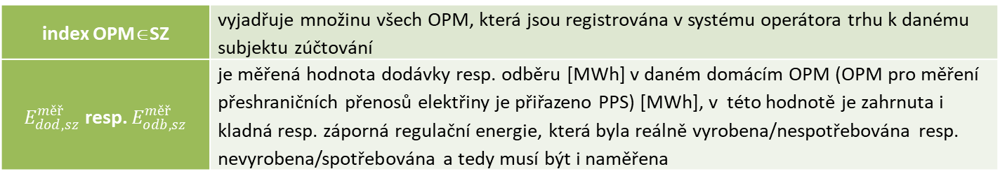 index OPM∈SZ
vyjadřuje množinu všech OPM, která jsou registrována v systému operátora trhu k danému
subjektu zúčtování
E^{měř}_{dod,sz} resp. E^{měř}_{odb,sz}
je měřená hodnota dodávky resp. odběru [MWh] v daném domácím OPM (OPM pro měření
přeshraničních přenosů elektřiny je přiřazeno PPS) [MWh], v této hodnotě je zahrnuta i
kladná resp. záporná regulační energie, která byla reálně vyrobena/nespotřebována resp.
nevyrobena/spotřebována a tedy musí být i naměřena